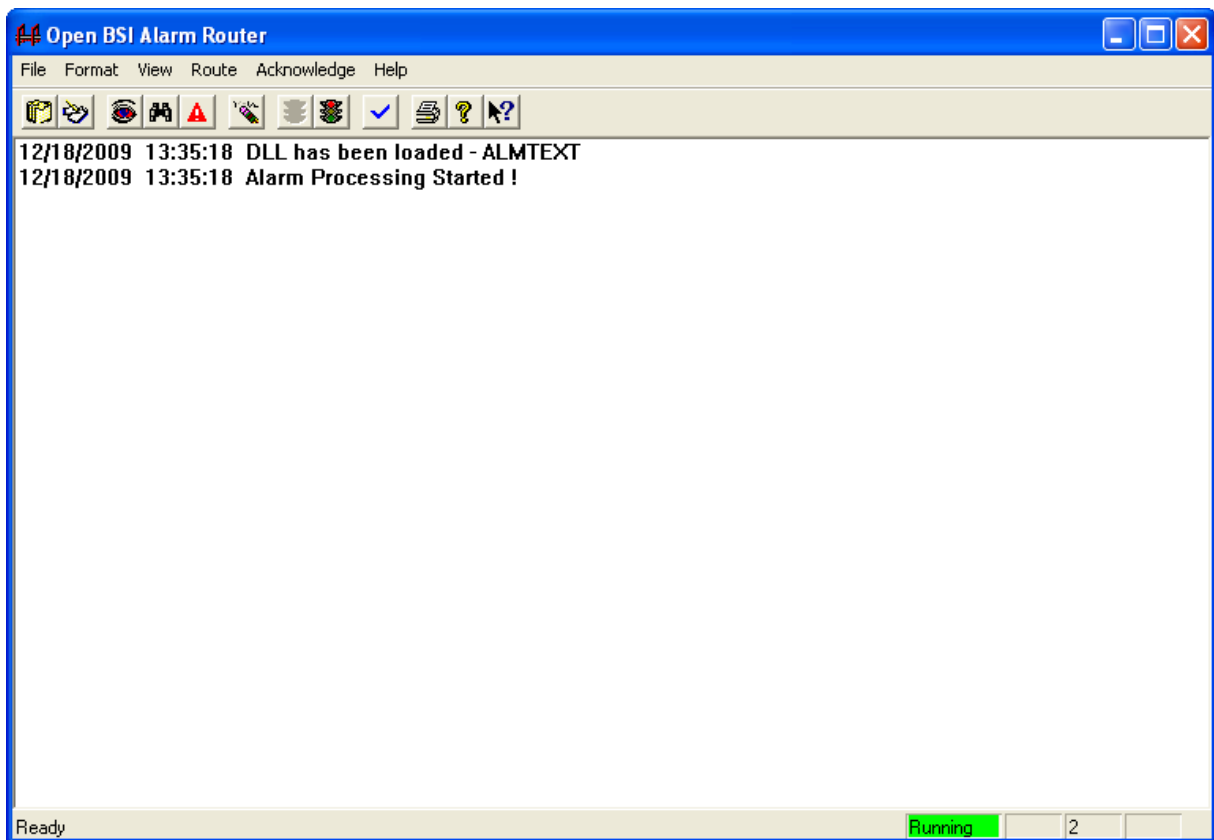 Open BSI Alarm Router
File Format View Route Acknowledge Help
12/18/2009 13:35:18 DLL has been loaded - ALMTEXT
12/18/2009 13:35:18 Alarm Processing Started !
Ready Running 2